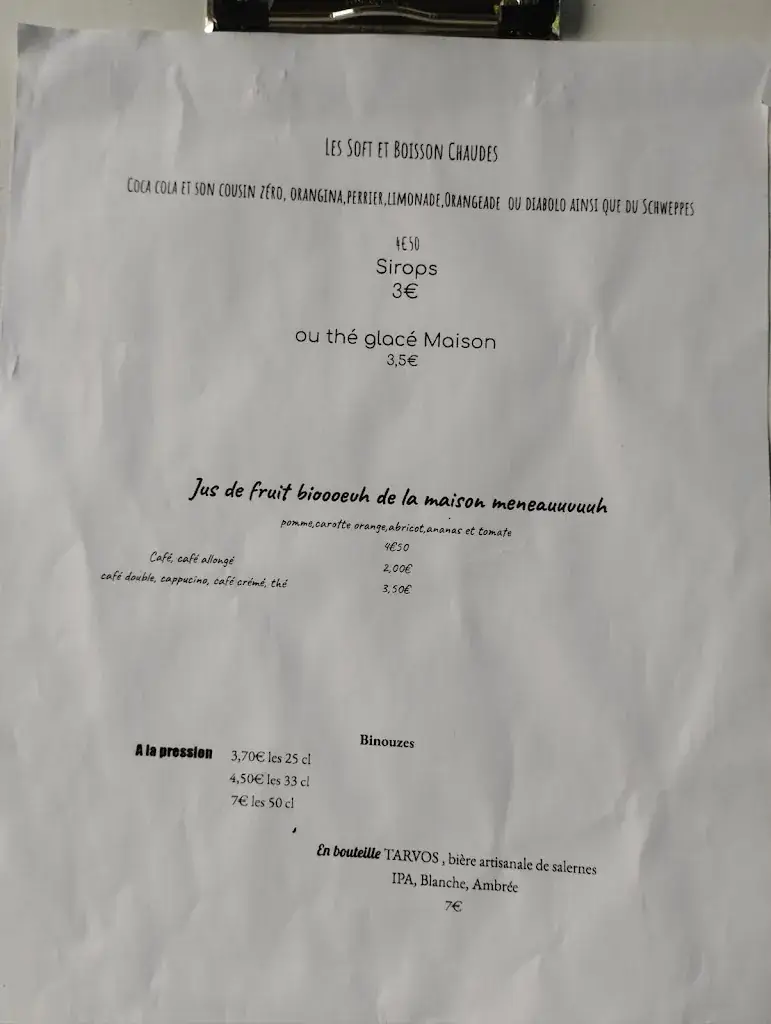 Les Soft et Boisson Chaudes
Coca cola et son cousin zéro, orangina,perrier,limonade,Orangeade ou diabolo ainsi que du Schweppes
4€50
Sirops
3€
ou thé glacé Maison
3,5€
Jus de fruit bioooeuh de la maison meneauuuuuh
pomme,carotte orange,abricot,ananas et tomate
4€50
Café, café allongé 2,00€
café double, cappucino, café crémé, thé 3,50€
Binouzes
A la pression 3,70€ les 25 cl
4,50€ les 33 cl
7€ les 50 cl
En bouteille TARVOS , bière artisanale de salernes
IPA, Blanche, Ambrée
7€